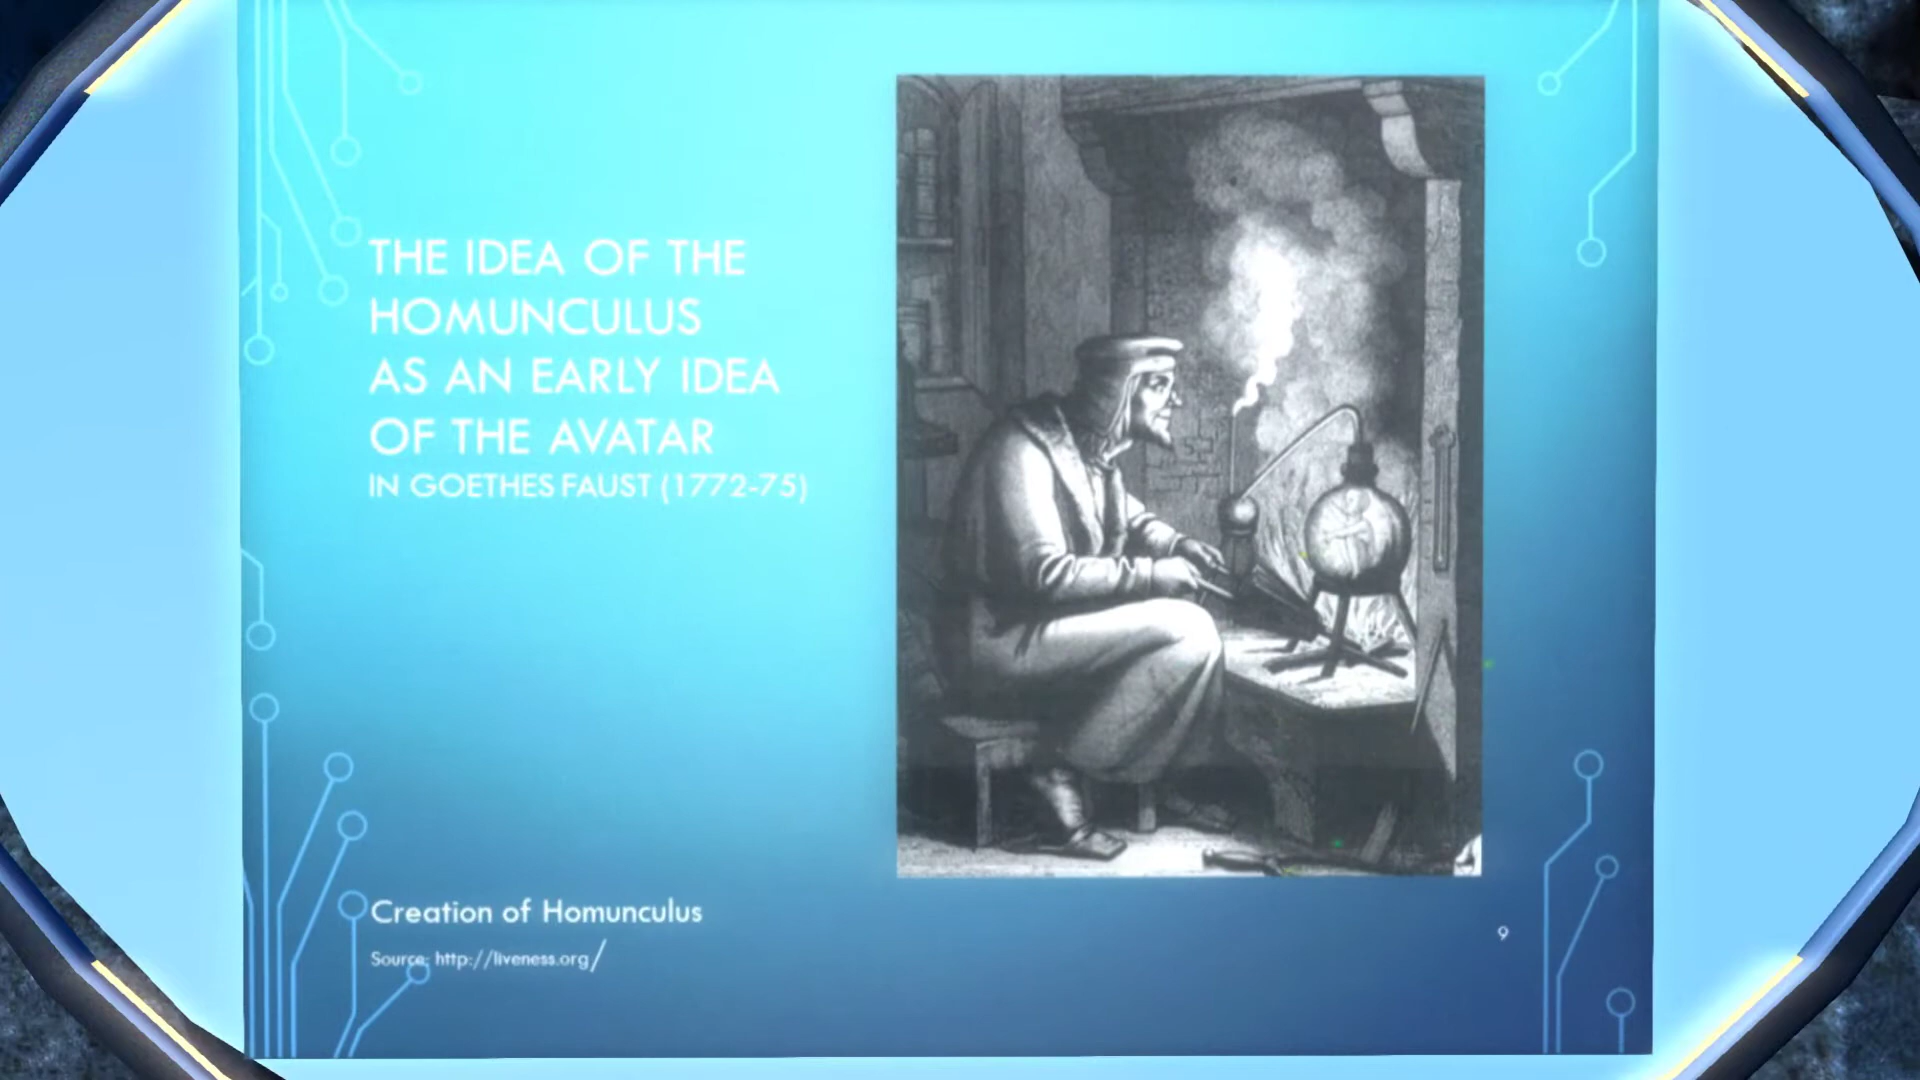 THE IDEA OF THE
HOMUNCULUS
AS AN EARLY IDEA
OF THE AVATAR
IN GOETHES FAUST (1772-75)
Creation of Homunculus
Source: http://liveness.org/
9